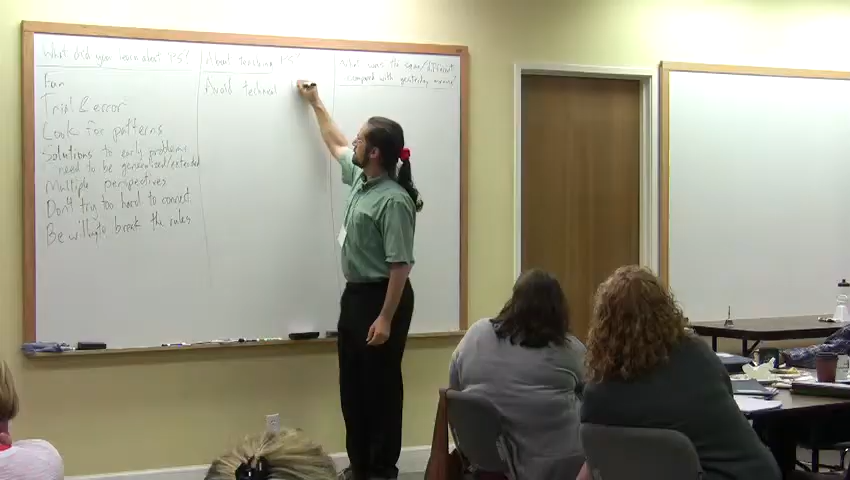 What did you learn about PS?
Fun
Trial & error
Look for patterns
Solutions to early problems
need to be generalized/extended
Multiple perspectives
Don't try too hard to connect
Be willing to break the rules
About teaching PS?
Avoid technical
What was the same/different
compared with yesterday morning?